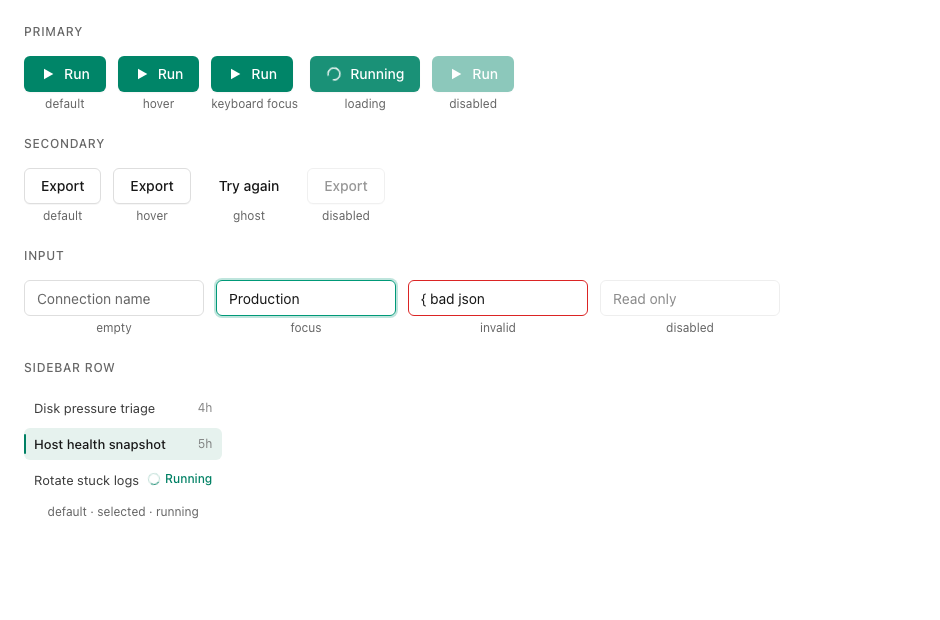 PRIMARY
Run Run Run Running Run
default hover keyboard focus loading disabled
SECONDARY
Export Export Try again Export
default hover ghost disabled
INPUT
Connection name Production { bad json Read only
empty focus invalid disabled
SIDEBAR ROW
Disk pressure triage 4h
Host health snapshot 5h
Rotate stuck logs Running
default · selected · running